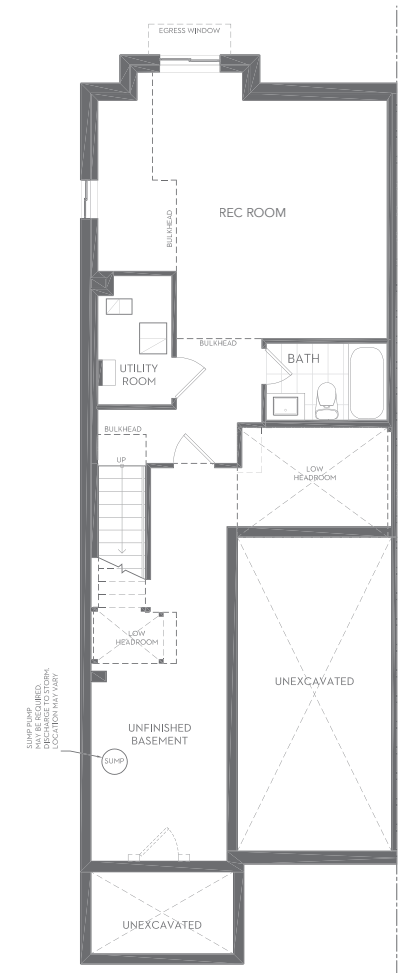 EGRESS WINDOW
REC ROOM
BULKHEAD
BULKHEAD
BATH
UTILITY
ROOM
BULKHEAD
UP
LOW
HEADROOM
LOW
HEADROOM
UNEXCAVATED
SUMP PUMP
MAY BE REQUIRED.
DISCHARGE TO STORM.
LOCATION MAY VARY
UNFINISHED
BASEMENT
SUMP
UNEXCAVATED